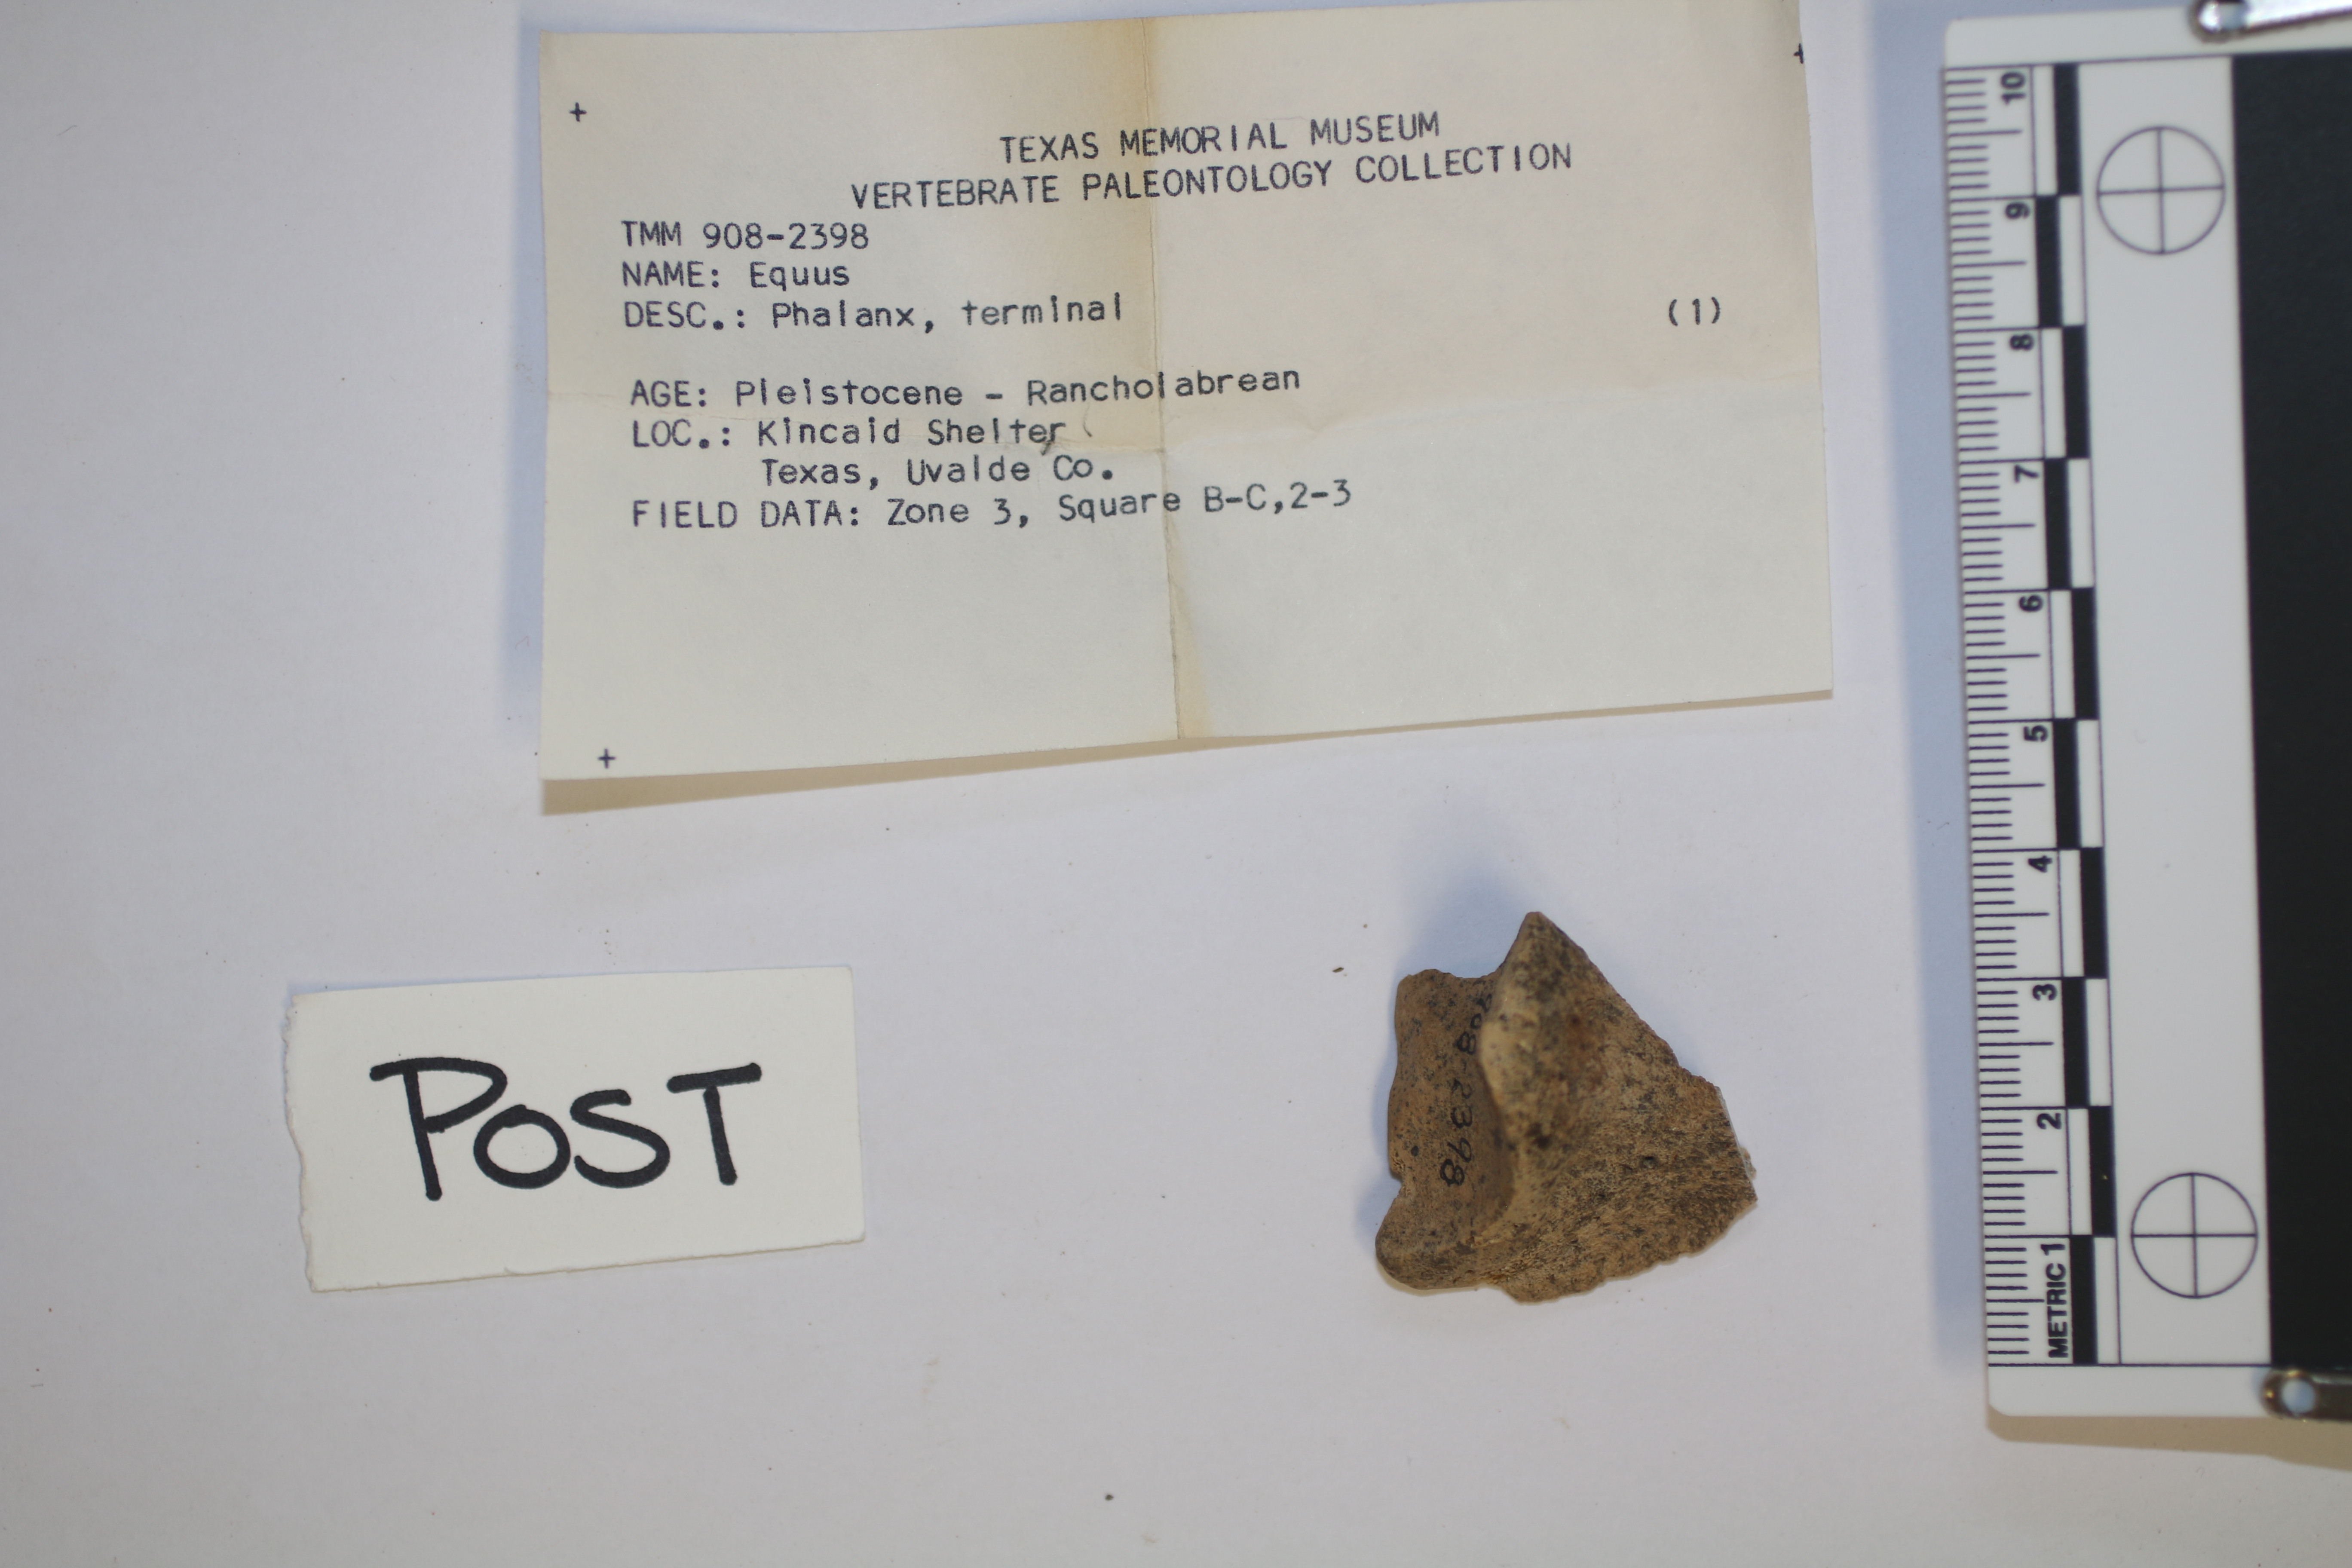 TEXAS MEMORIAL MUSEUM
VERTEBRATE PALEONTOLOGY COLLECTION
TMM 908-2398
NAME: Equus
DESC.: Phalanx, terminal (1)
AGE: Pleistocene - Rancholabrean
LOC.: Kincaid Shelter
Texas, Uvalde Co.
FIELD DATA: Zone 3, Square B-C,2-3
POST
908-2398
10
9
8
7
6
5
4
3
2
METRIC 1